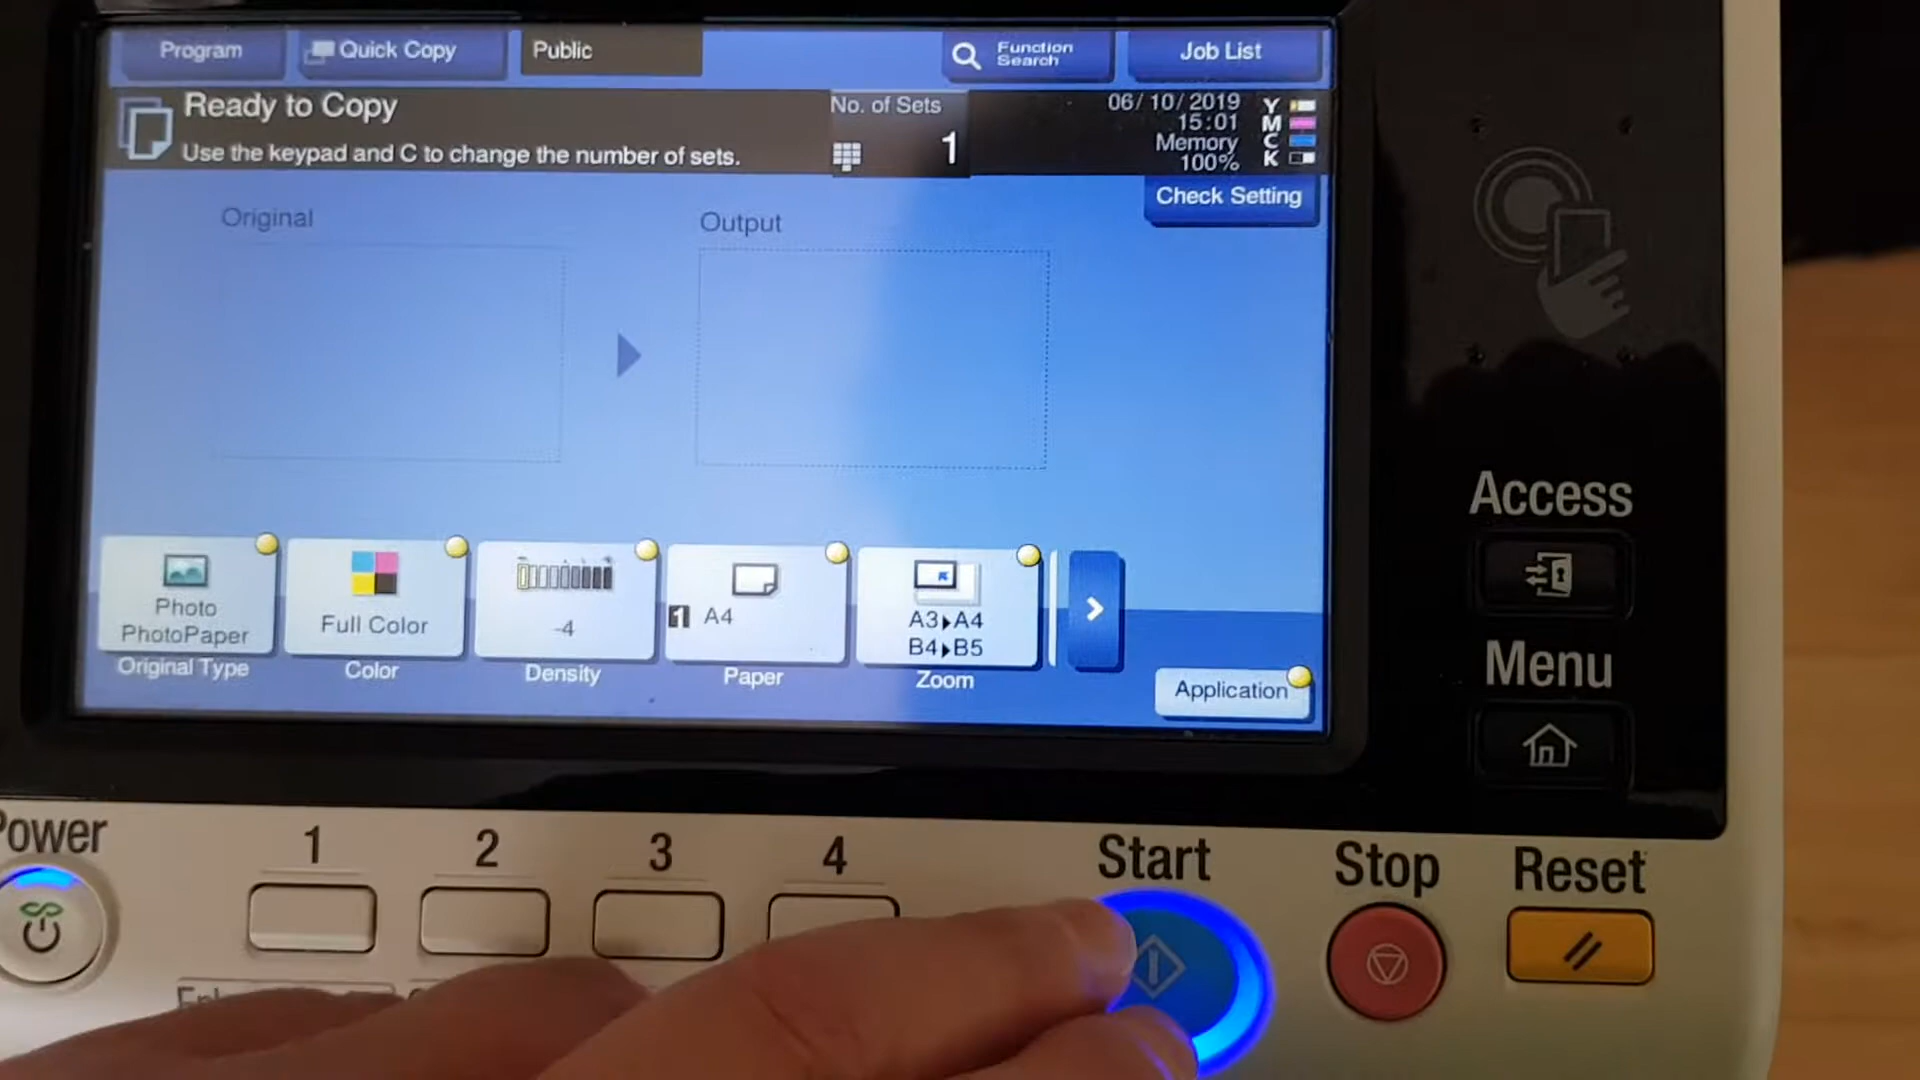 Program
Quick Copy
Public
Function
Search
Job List
Ready to Copy
Use the keypad and C to change the number of sets.
No. of Sets
1
06/10/2019
15:01
Memory
100%
Y
M
C
K
Check Setting
Original
Output
Photo
PhotoPaper
Original Type
Full Color
Color
-4
Density
1 A4
Paper
A3▸A4
B4▸B5
Zoom
Application
Access
Menu
Power
1
2
3
4
Start
Stop
Reset